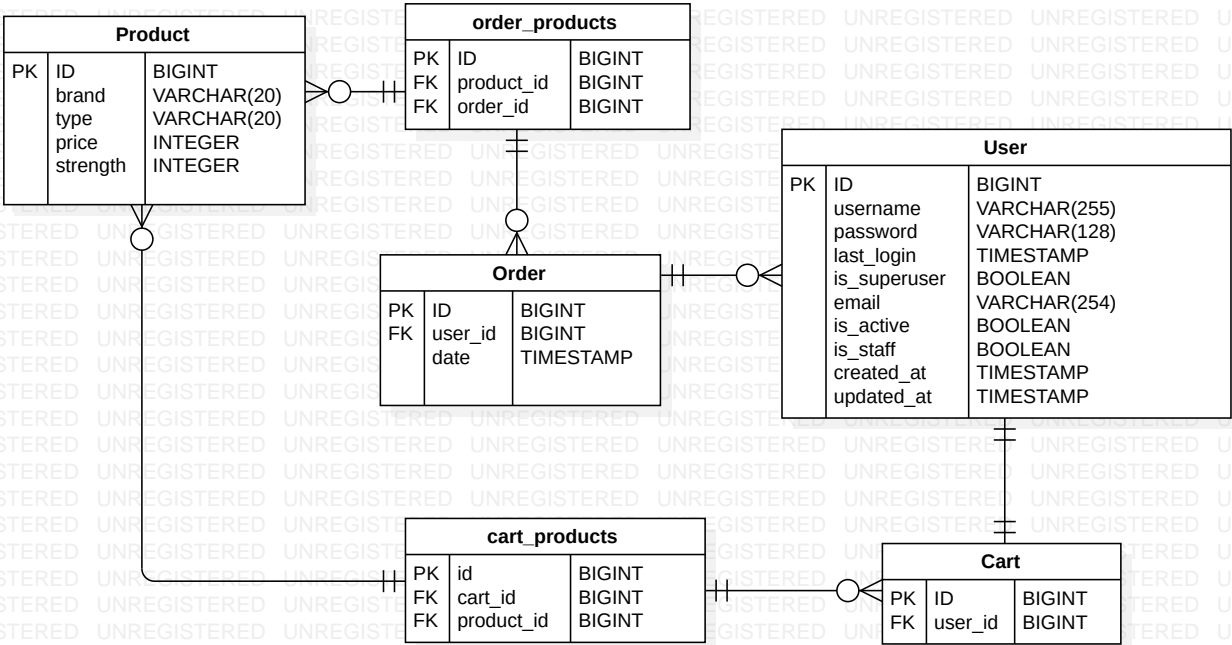 Product
PK ID BIGINT
brand VARCHAR(20)
type VARCHAR(20)
price INTEGER
strength INTEGER
order_products
PK ID BIGINT
FK product_id BIGINT
FK order_id BIGINT
User
PK ID BIGINT
username VARCHAR(255)
password VARCHAR(128)
last_login TIMESTAMP
is_superuser BOOLEAN
email VARCHAR(254)
is_active BOOLEAN
is_staff BOOLEAN
created_at TIMESTAMP
updated_at TIMESTAMP
Order
PK ID BIGINT
FK user_id BIGINT
date TIMESTAMP
cart_products
PK id BIGINT
FK cart_id BIGINT
FK product_id BIGINT
Cart
PK ID BIGINT
FK user_id BIGINT
UNREGISTERED